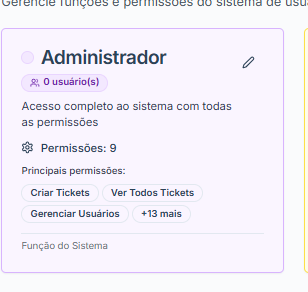 Gerencie funções e permissões do sistema de usu
Administrador
0 usuário(s)
Acesso completo ao sistema com todas
as permissões
Permissões: 9
Principais permissões:
Criar Tickets
Ver Todos Tickets
Gerenciar Usuários
+13 mais
Função do Sistema